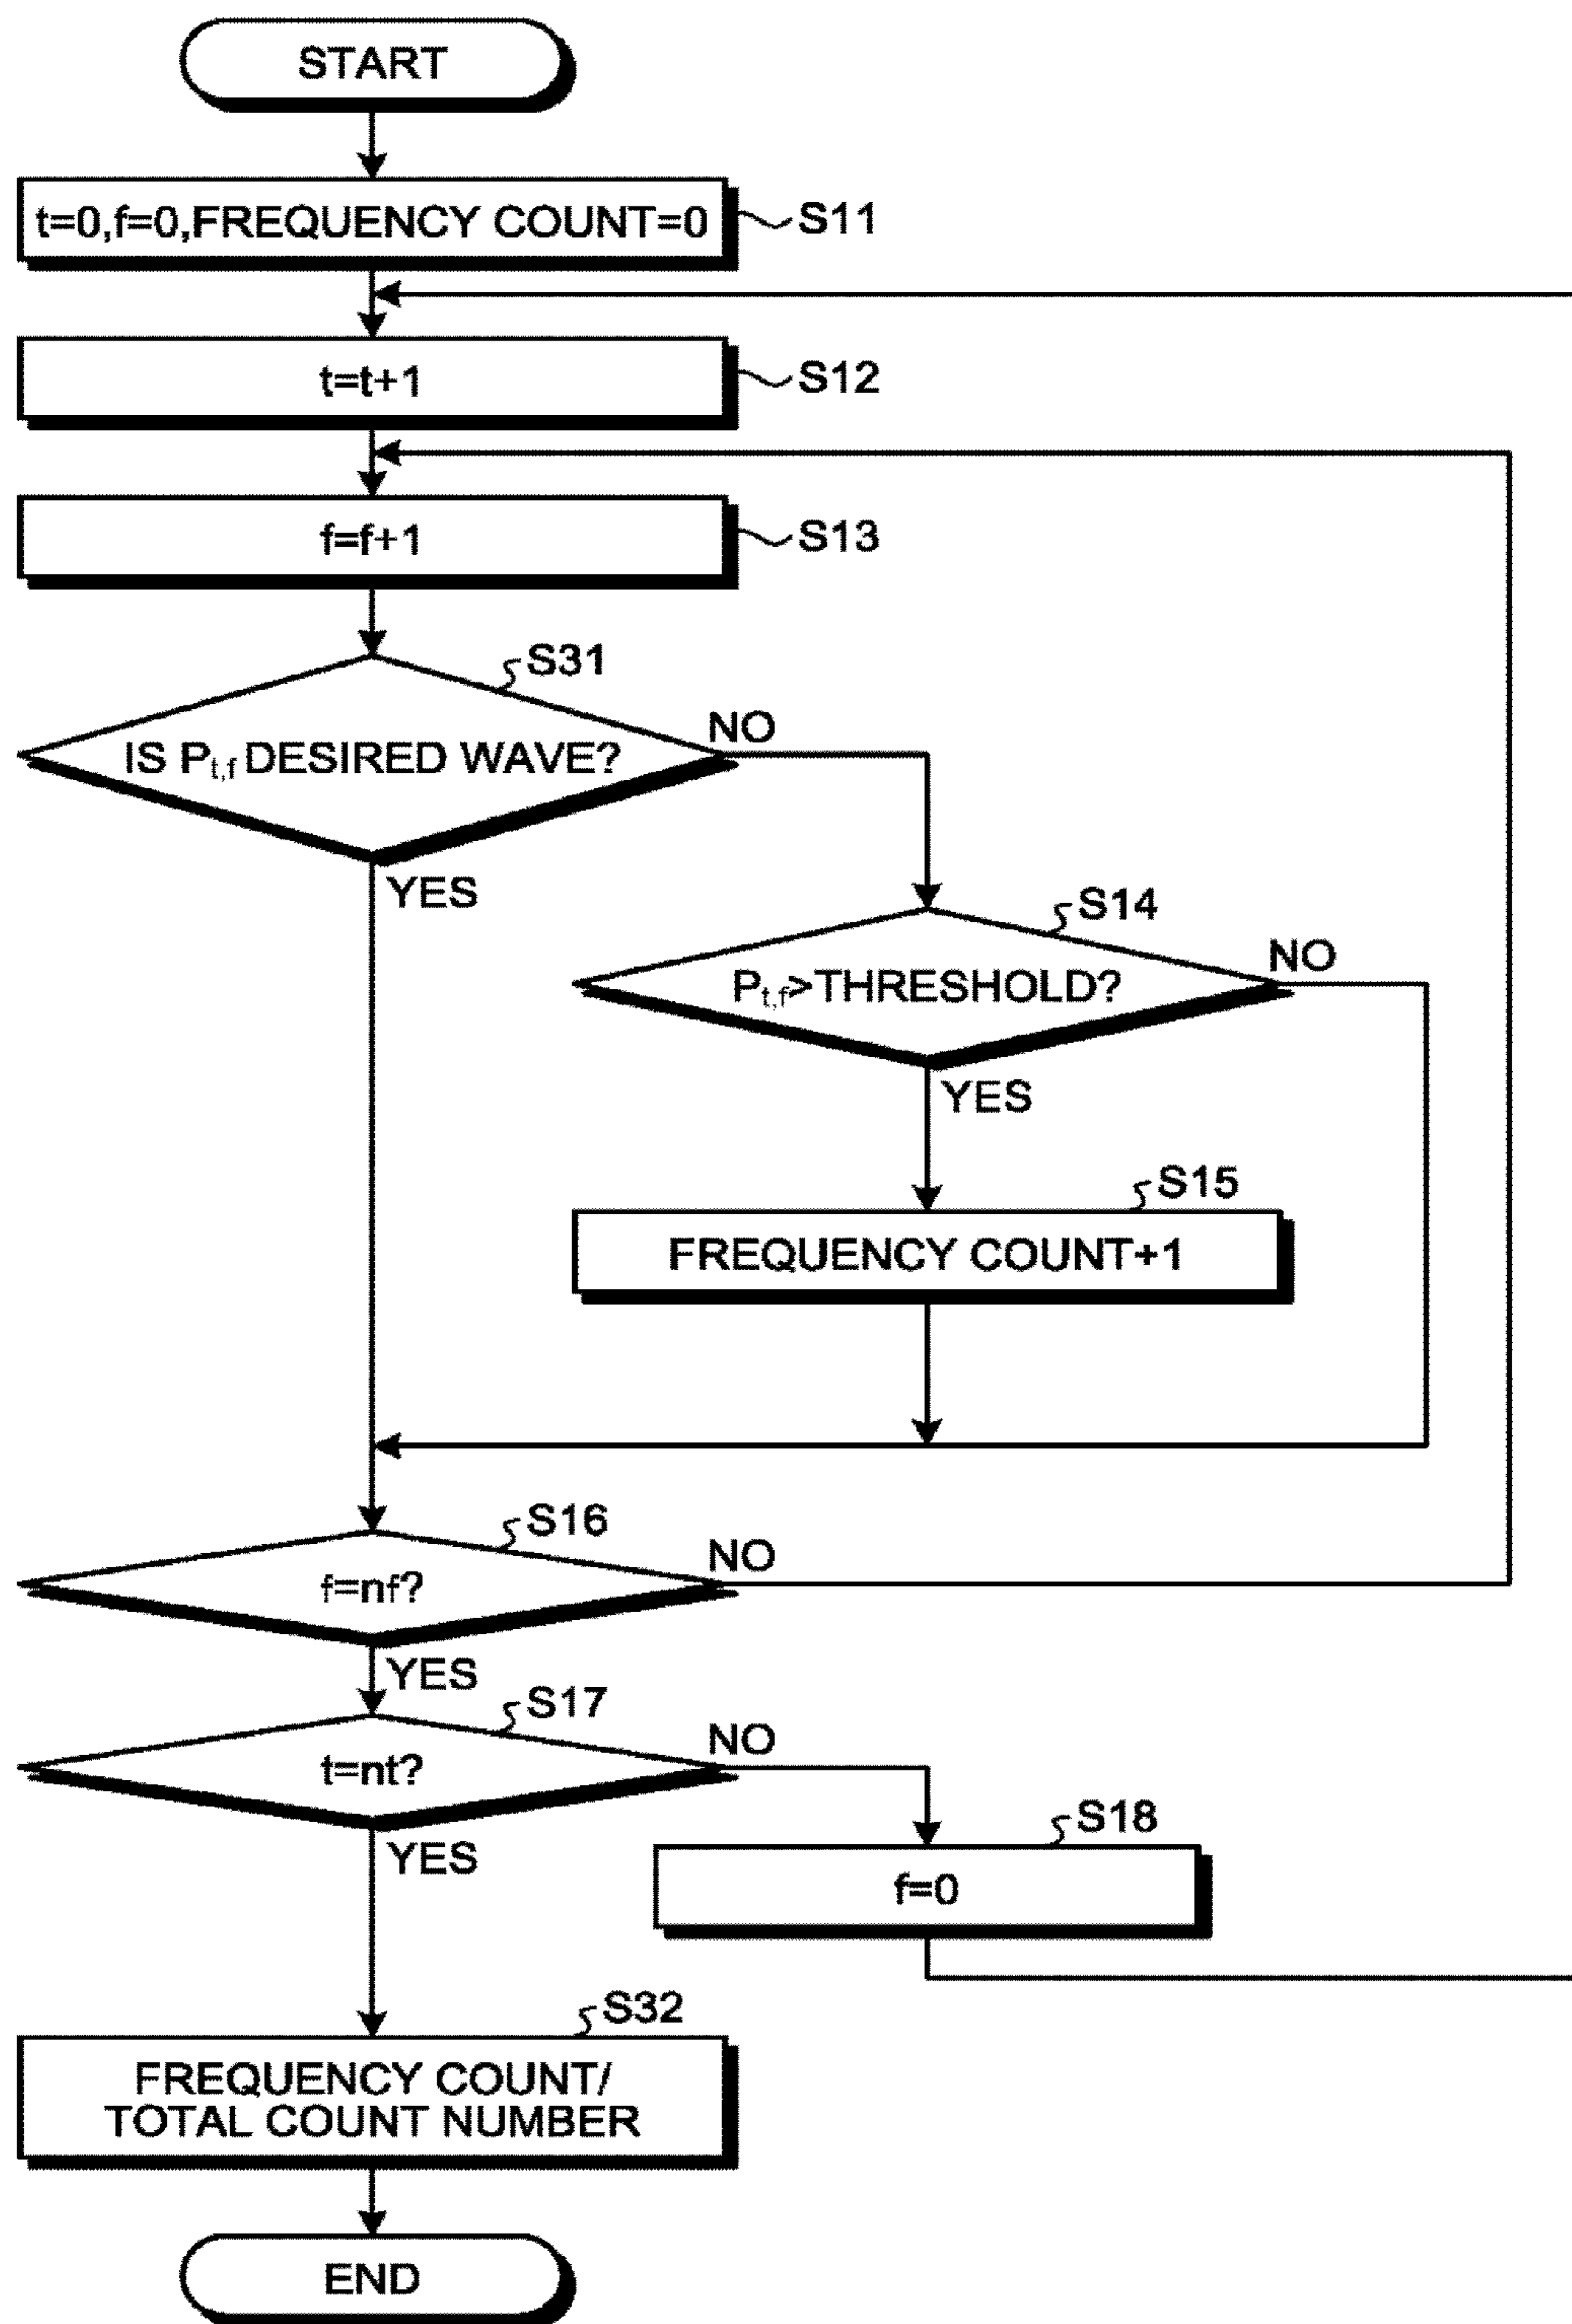 START
t=0,f=0,FREQUENCY COUNT=0
S11
t=t+1
S12
f=f+1
S13
S31
IS Pt,f DESIRED WAVE?
NO
YES
S14
Pt,f>THRESHOLD?
NO
YES
S15
FREQUENCY COUNT+1
S16
f=nf?
NO
YES
S17
t=nt?
NO
YES
S18
f=0
S32
FREQUENCY COUNT/
TOTAL COUNT NUMBER
END